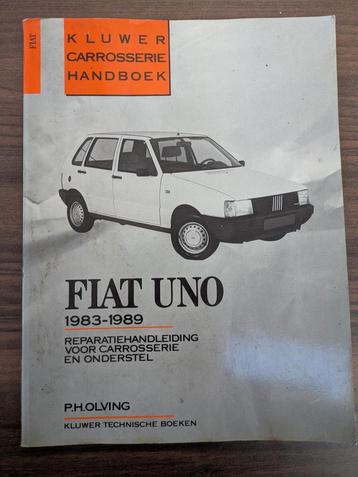 FIAT
KLUWER
CARROSSERIE
HANDBOEK
FIAT UNO
1983-1989
REPARATIEHANDLEIDING
VOOR CARROSSERIE
EN ONDERSTEL
P.H.OLVING
KLUWER TECHNISCHE BOEKEN